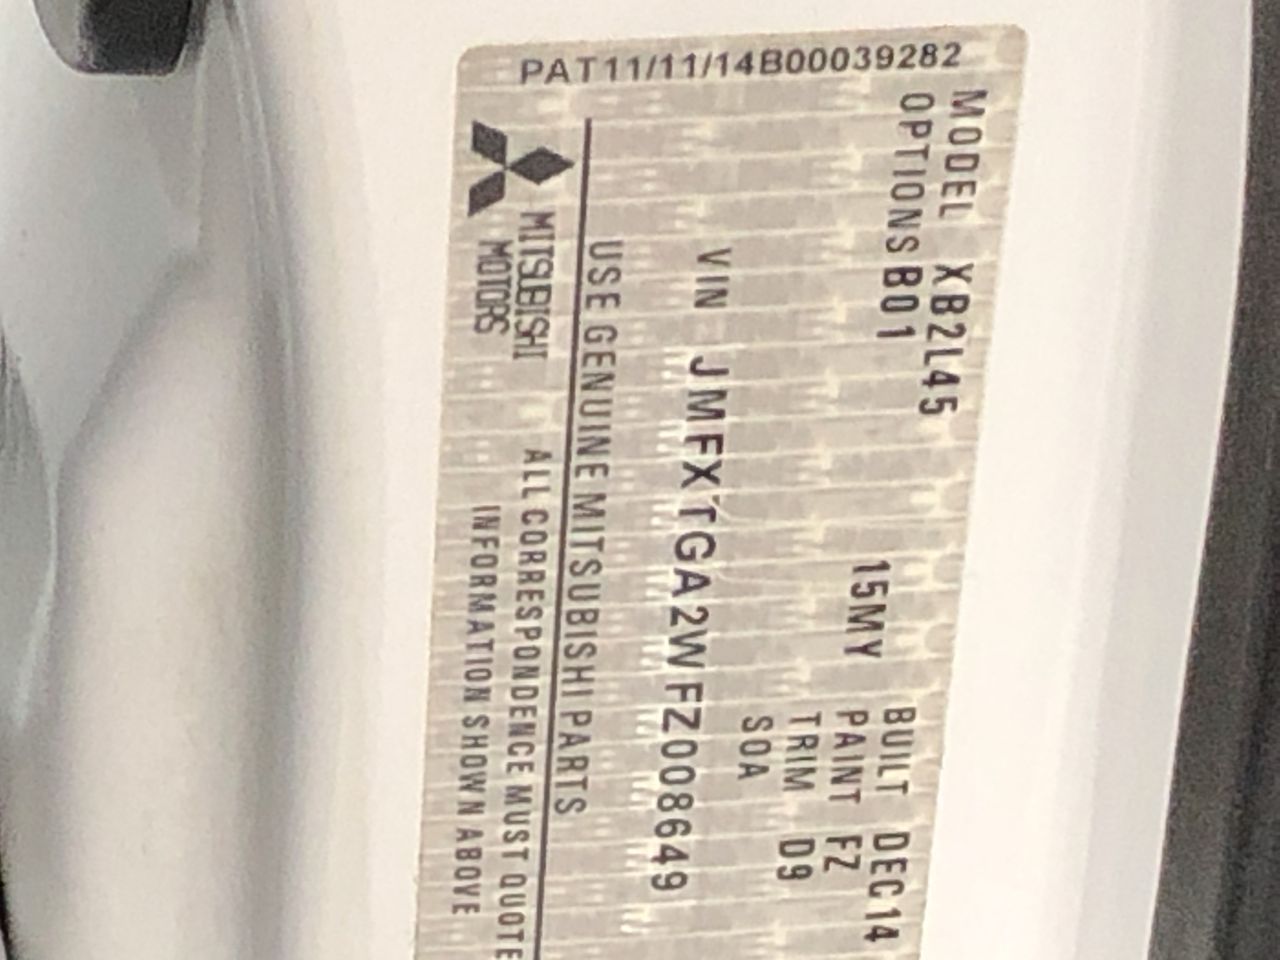 PAT11/11/14B00039282
MODEL XB2L45
OPTIONS B01
15MY
BUILT DEC14
PAINT FZ
TRIM D9
SOA
VIN JMFXTGA2WFZ008649
USE GENUINE MITSUBISHI PARTS
MITSUBISHI
MOTORS
ALL CORRESPONDENCE MUST QUOTE
INFORMATION SHOWN ABOVE